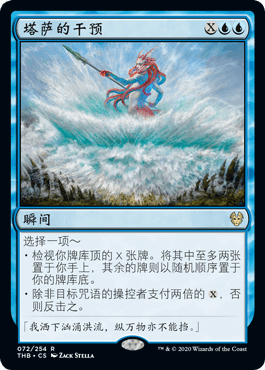 塔萨的干预 X
瞬间
选择一项～
• 检视你牌库顶的 X 张牌。将其中至多两张
置于你手上，其余的牌则以随机顺序置于
你的牌库底。
• 除非目标咒语的操控者支付两倍的 X，否
则反击之。
「我洒下汹涌洪流，纵万物亦不能挡。」
072/254 R
THB • CS ZACK STELLA
™ & © 2020 Wizards of the Coast